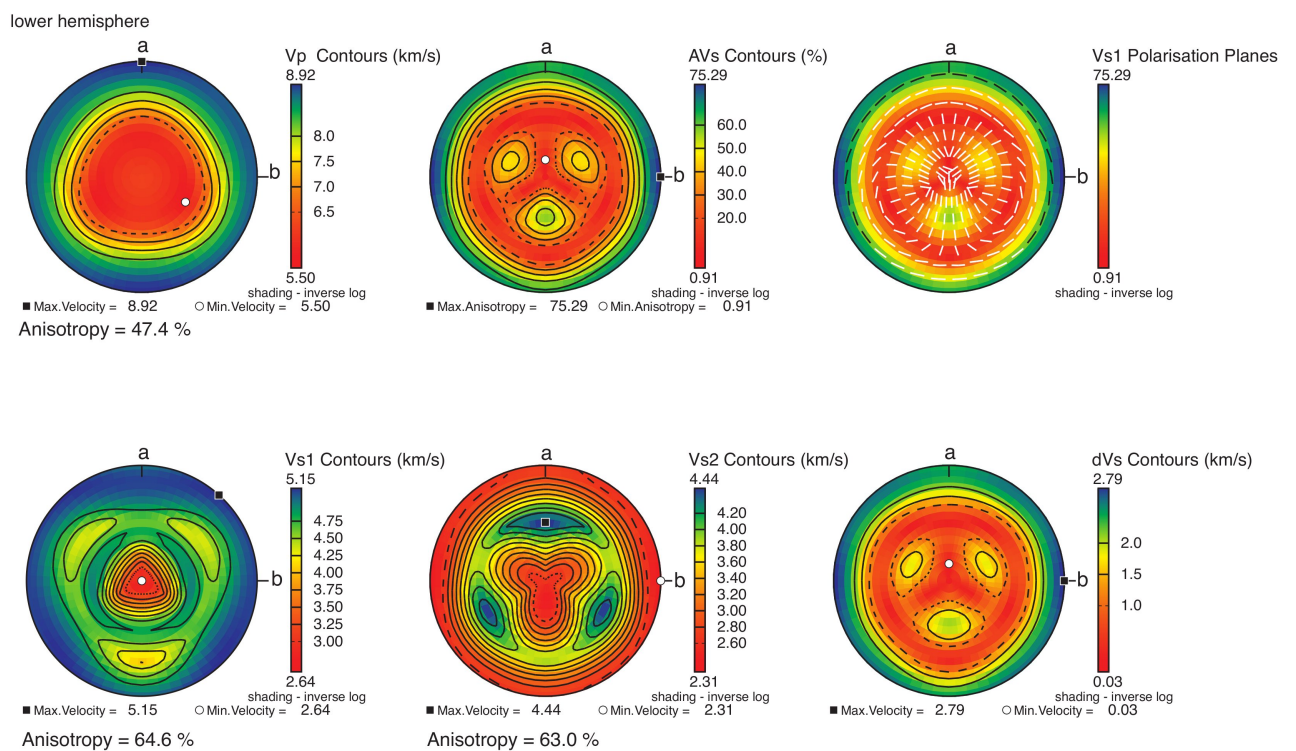 lower hemisphere
a
b
Vp Contours (km/s)
8.92
8.0
7.5
7.0
6.5
5.50
shading - inverse log
Max.Velocity = 8.92 Min.Velocity = 5.50
Anisotropy = 47.4 %
a
b
AVs Contours (%)
75.29
60.0
50.0
40.0
30.0
20.0
0.91
shading - inverse log
Max.Anisotropy = 75.29 Min.Anisotropy = 0.91
b
a
Vs1 Polarisation Planes
75.29
0.91
shading - inverse log
a
b
Vs1 Contours (km/s)
5.15
4.75
4.50
4.25
4.00
3.75
3.50
3.25
3.00
2.64
shading - inverse log
Max.Velocity = 5.15 Min.Velocity = 2.64
Anisotropy = 64.6 %
a
b
Vs2 Contours (km/s)
4.44
4.20
4.00
3.80
3.60
3.40
3.20
3.00
2.80
2.60
2.31
shading - inverse log
Max.Velocity = 4.44 Min.Velocity = 2.31
Anisotropy = 63.0 %
a
b
dVs Contours (km/s)
2.79
2.0
1.5
1.0
0.03
shading - inverse log
Max.Velocity = 2.79 Min.Velocity = 0.03